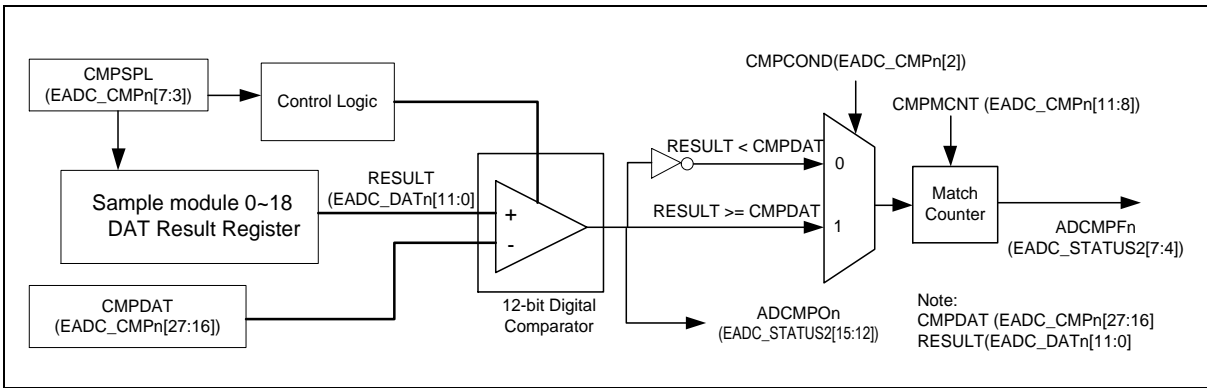 CMPSPL
(EADC_CMPn[7:3])
Control Logic
CMPCOND(EADC_CMPn[2])
CMPMCNT (EADC_CMPn[11:8])
Sample module 0~18
DAT Result Register
RESULT
(EADC_DATn[11:0]
+
-
12-bit Digital
Comparator
RESULT < CMPDAT
0
RESULT >= CMPDAT
1
Match
Counter
ADCMPFn
(EADC_STATUS2[7:4])
CMPDAT
(EADC_CMPn[27:16])
ADCMPOn
(EADC_STATUS2[15:12])
Note:
CMPDAT (EADC_CMPn[27:16]
RESULT(EADC_DATn[11:0]